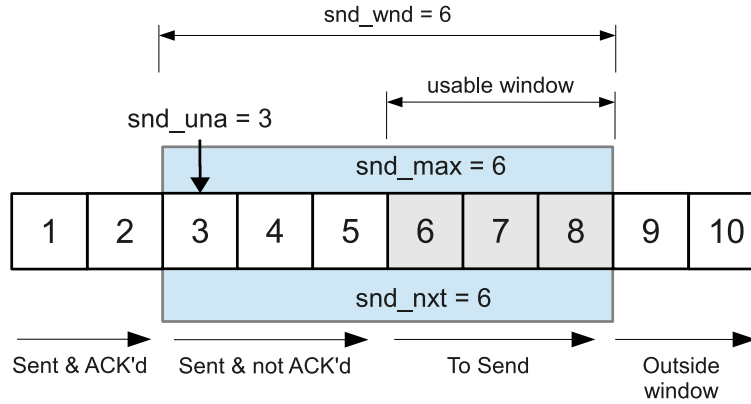 snd_wnd = 6
usable window
snd_una = 3
snd_max = 6
1 2 3 4 5 6 7 8 9 10
snd_nxt = 6
Sent & ACK'd Sent & not ACK'd To Send Outside
window